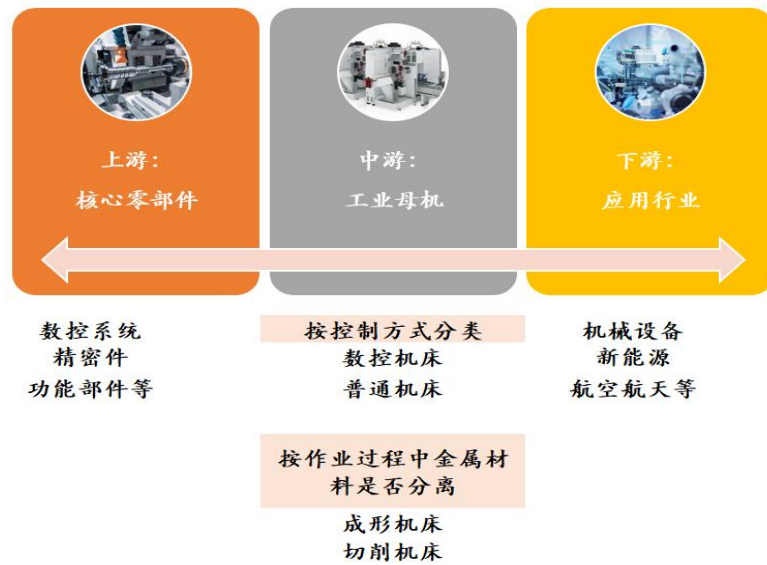 上游：
核心零部件
中游：
工业母机
下游：
应用行业
数控系统
精密件
功能部件等
按控制方式分类
数控机床
普通机床
按作业过程中金属材
料是否分离
成形机床
切削机床
机械设备
新能源
航空航天等